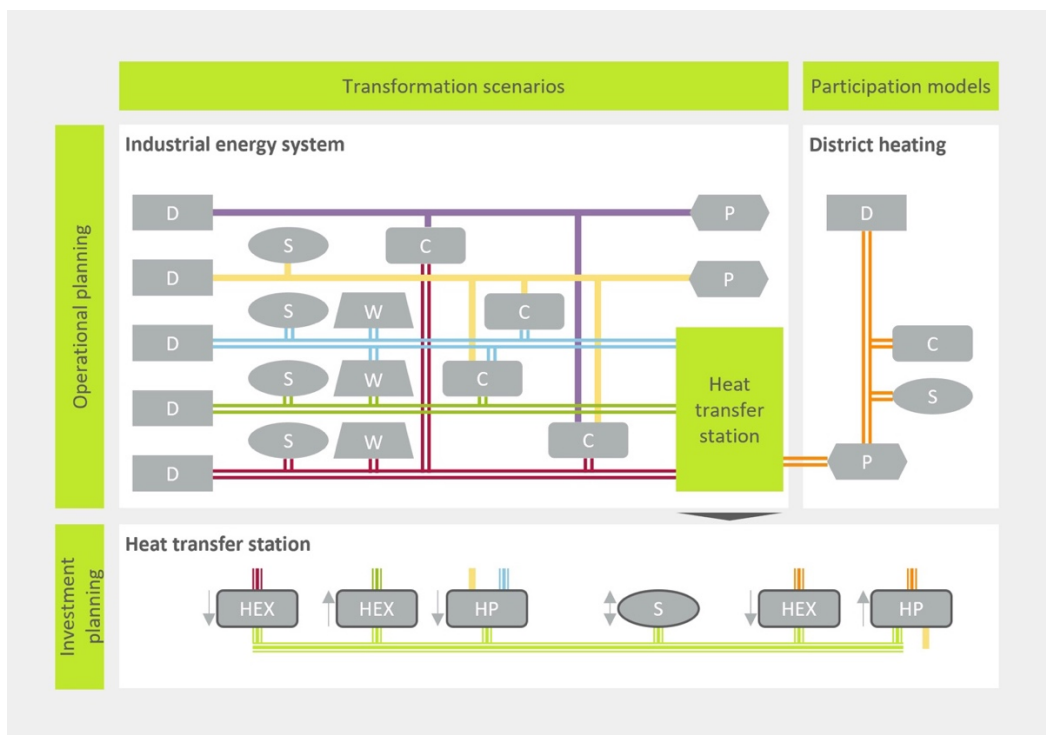 Transformation scenarios
Participation models
Operational planning
Industrial energy system
District heating
D
P
D
S
C
D
P
S
W
C
D
C
S
W
C
Heat
transfer
station
D
S
S
W
C
P
D
Investment
planning
Heat transfer station
HEX
HEX
HP
S
HEX
HP